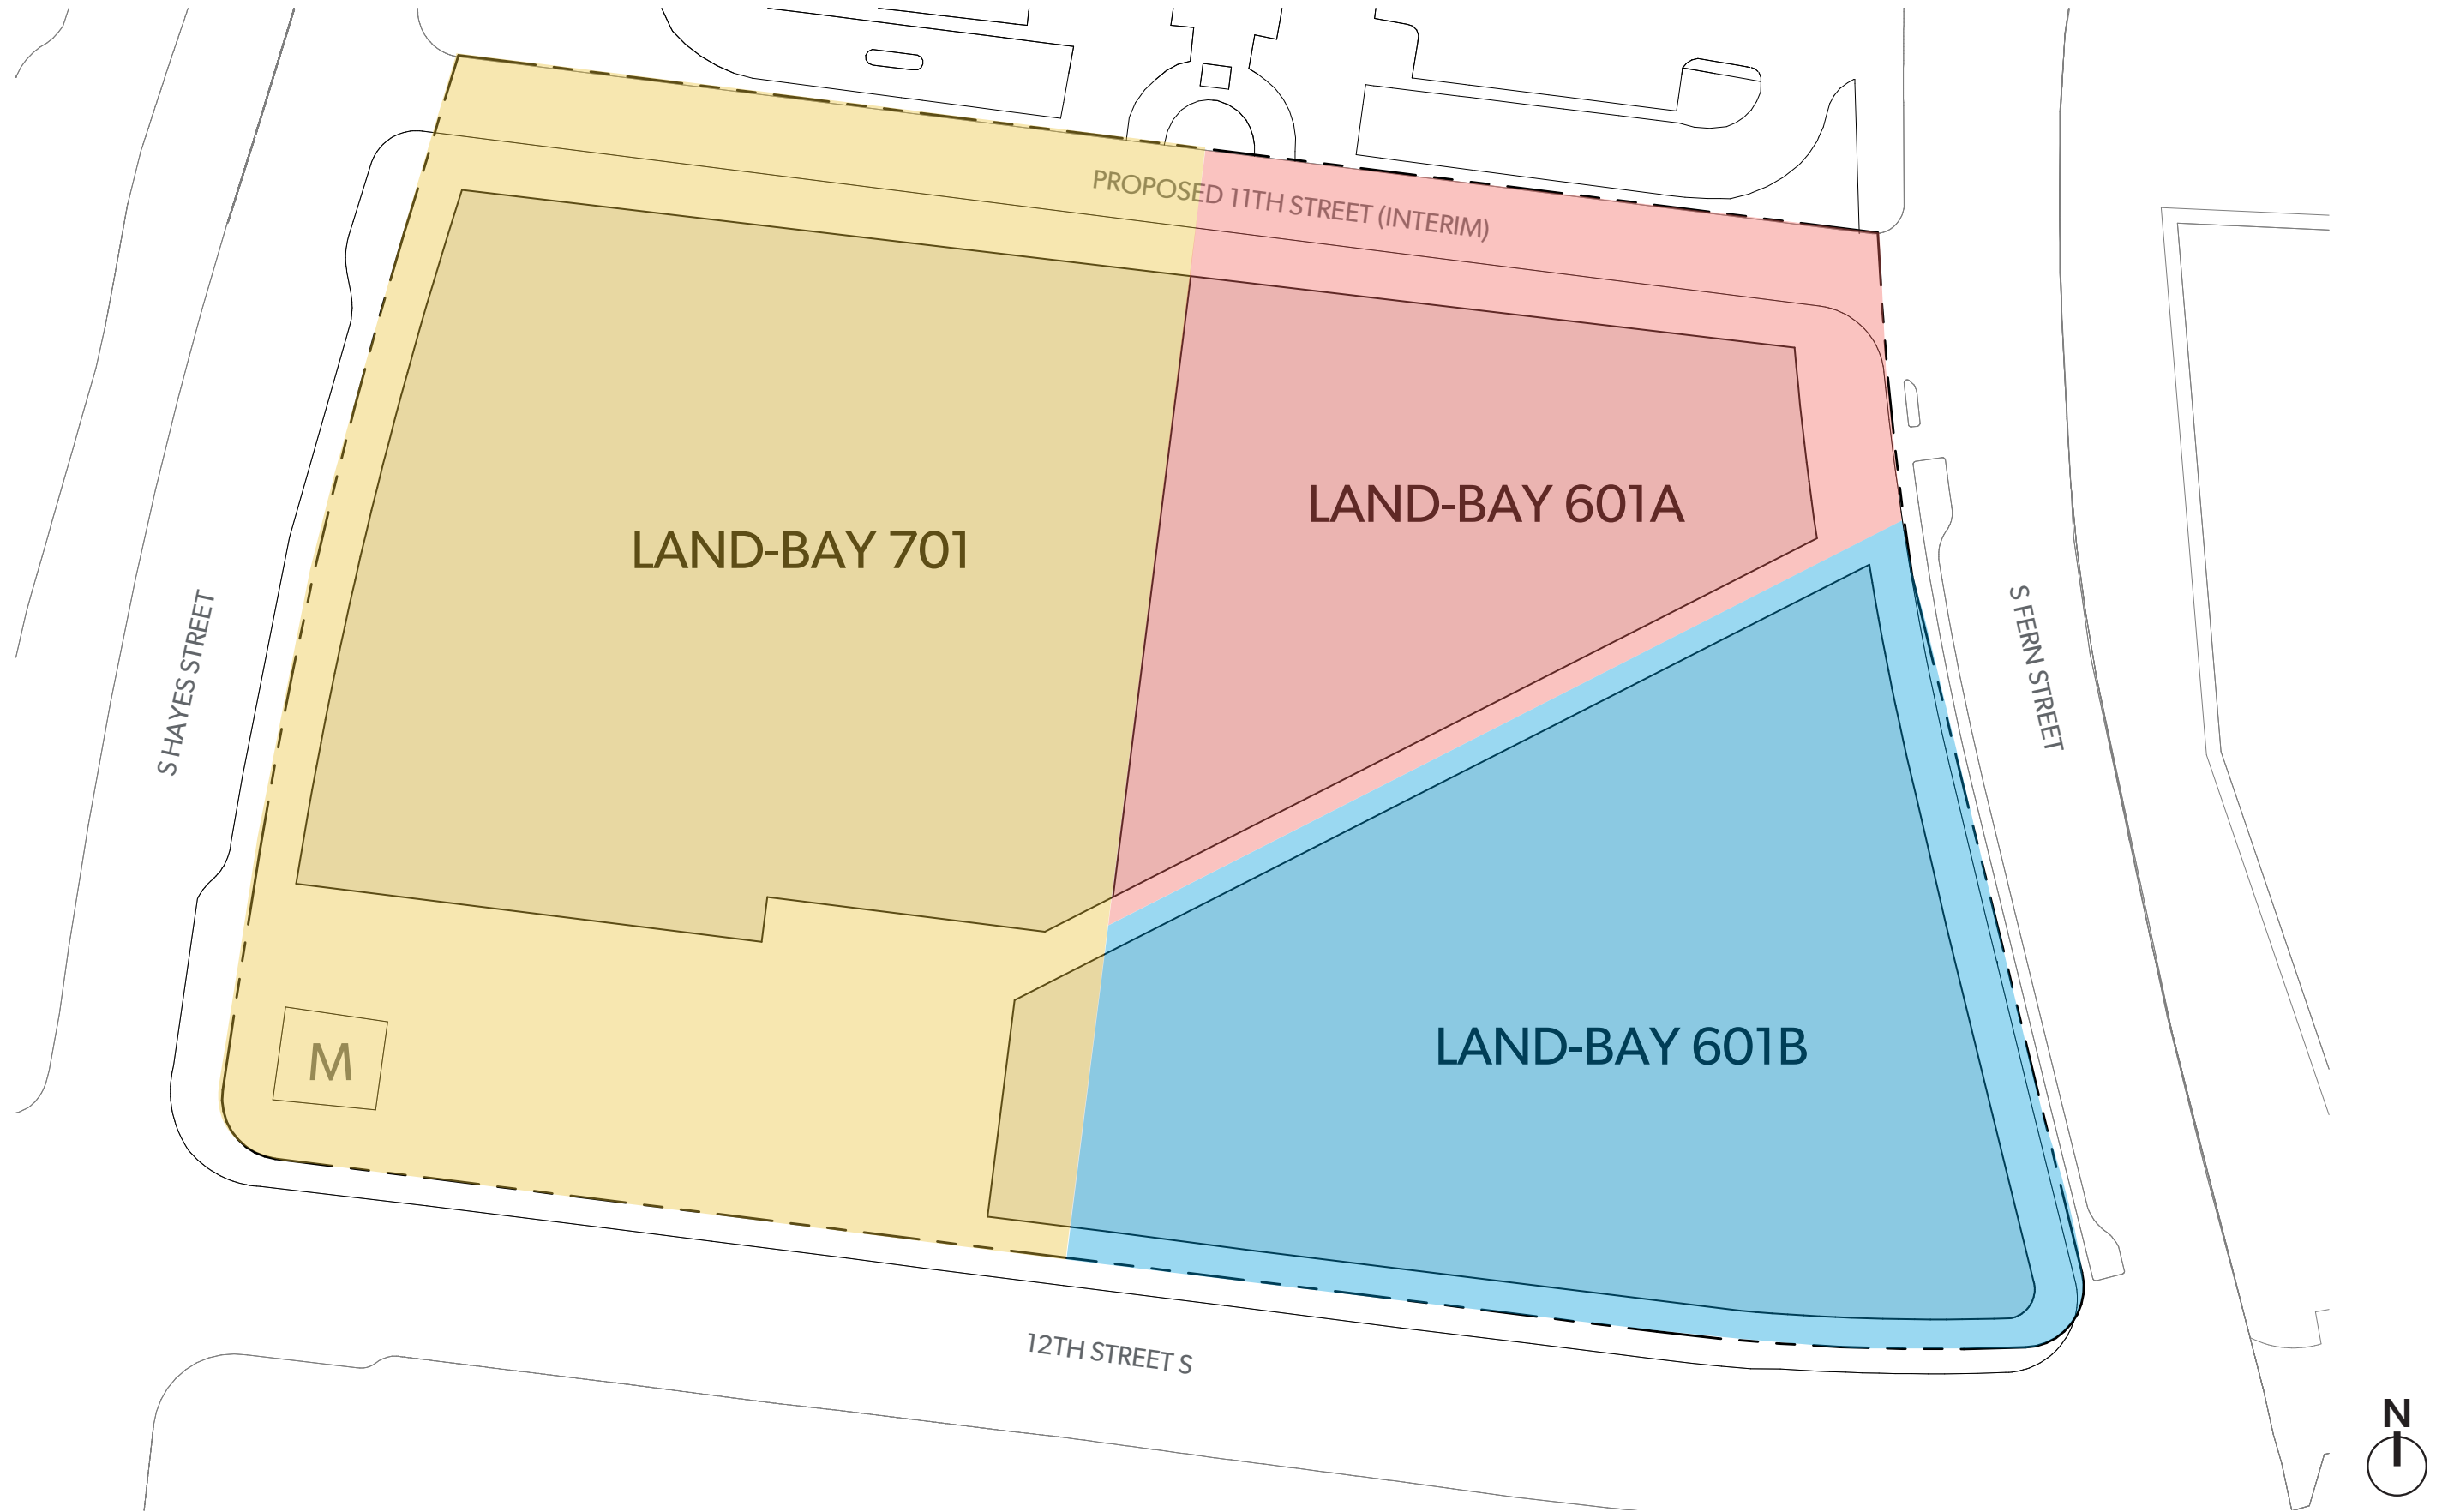 PROPOSED 11TH STREET (INTERIM)
LAND-BAY 601A
LAND-BAY 701
S HAYES STREET
S FERN STREET
LAND-BAY 601B
M
12TH STREET S
N